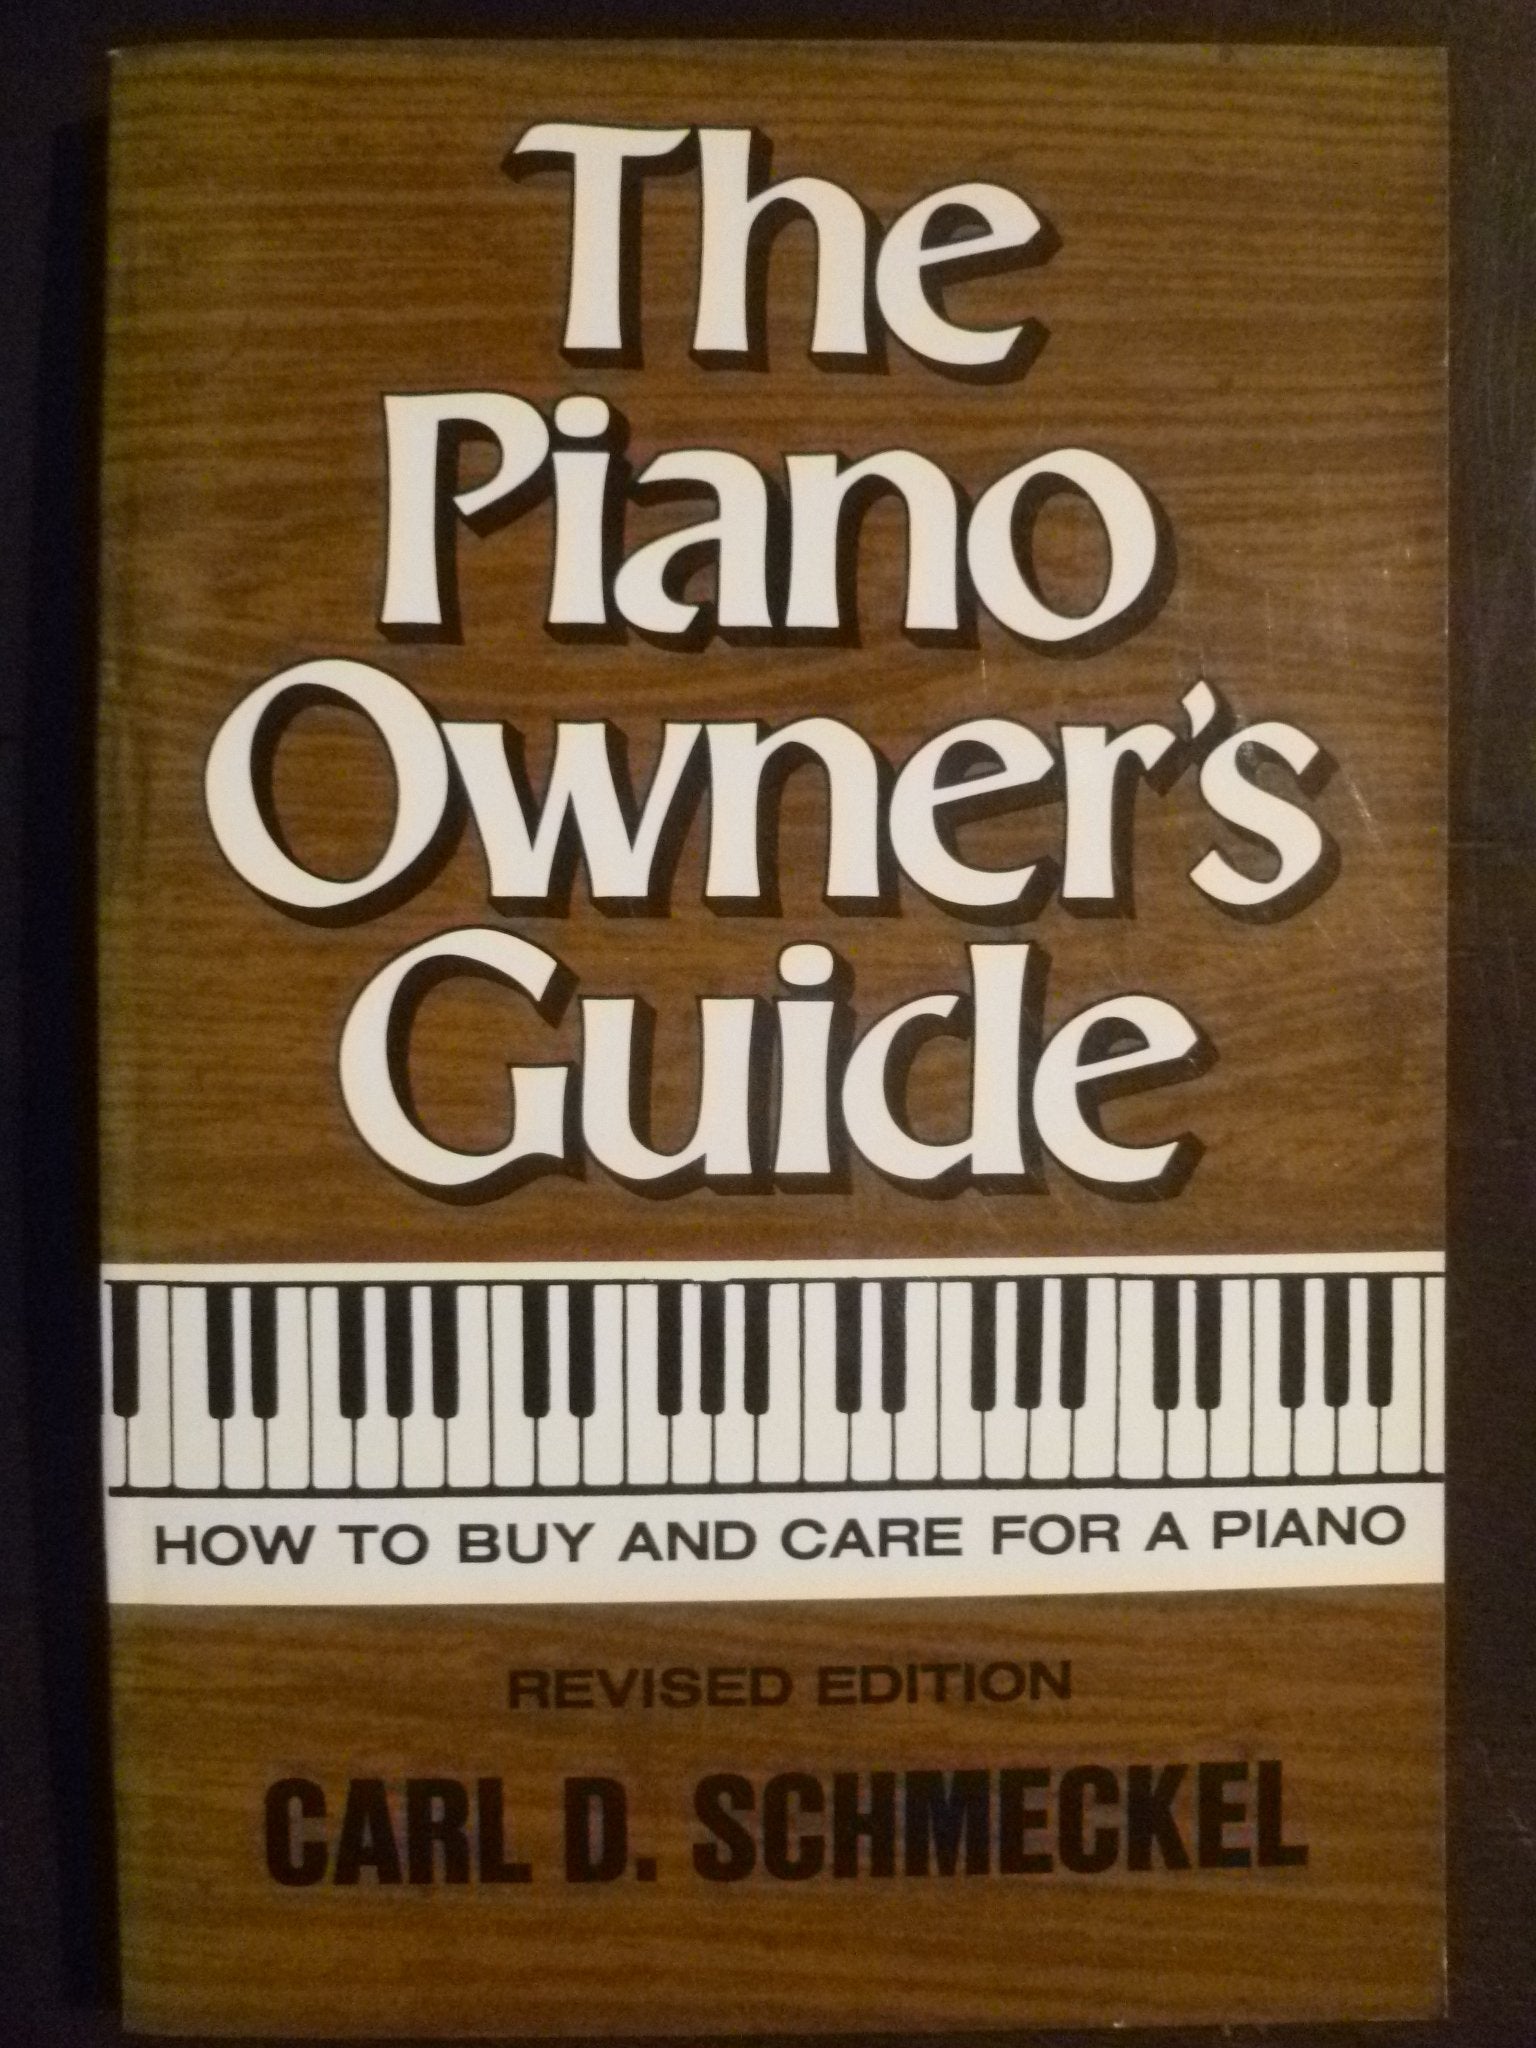 The
Piano
Owner's
Guide
HOW TO BUY AND CARE FOR A PIANO
REVISED EDITION
CARL D. SCHMECKEL